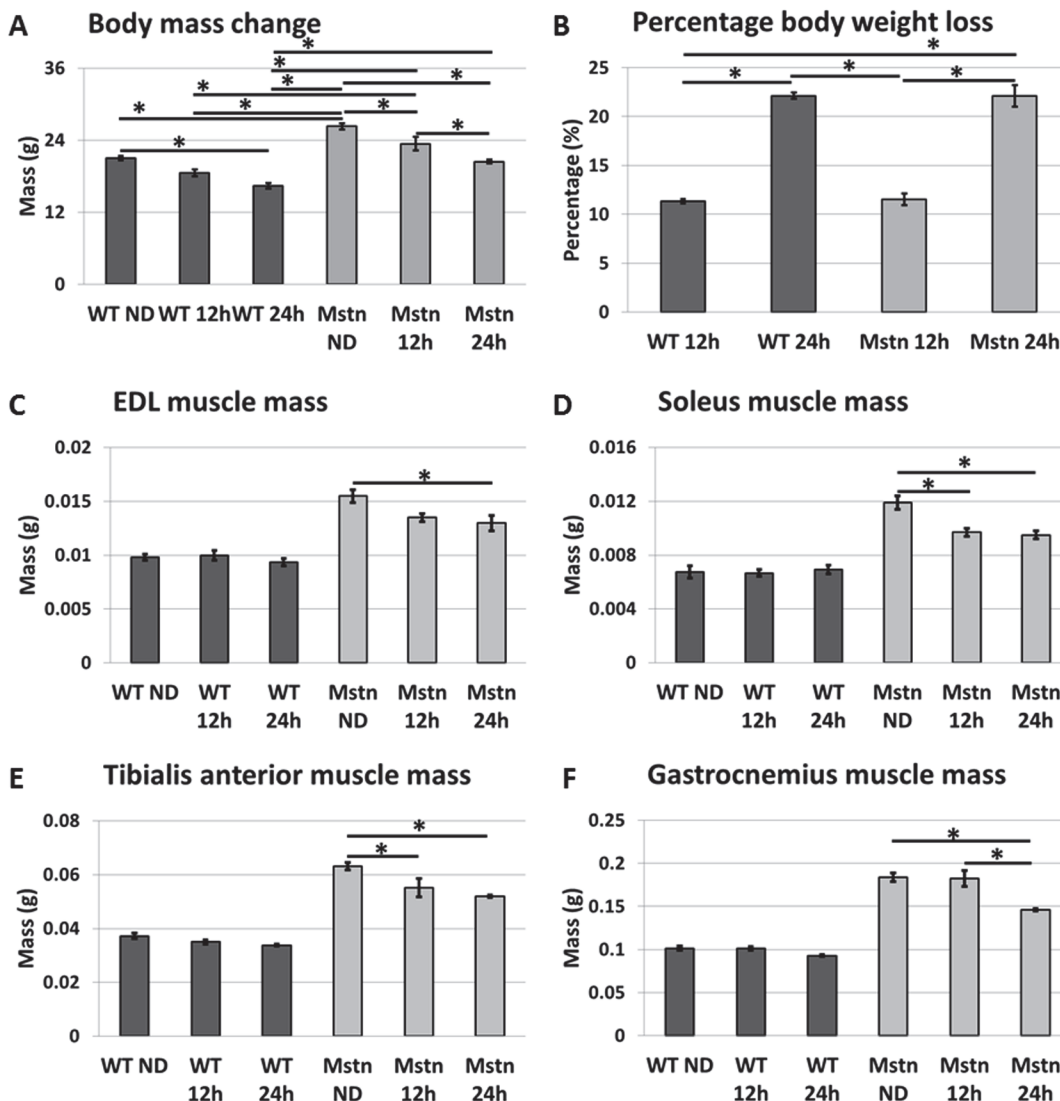 A Body mass change
36
24
12
0
Mass (g)
* * * * * * * * * *
WT ND WT 12h WT 24h Mstn Mstn Mstn
ND 12h 24h
B Percentage body weight loss
25
20
15
10
5
0
Percentage (%)
* * * *
WT 12h WT 24h Mstn 12h Mstn 24h
C EDL muscle mass
0.02
0.015
0.01
0.005
0
Mass (g)
*
WT ND WT WT Mstn Mstn Mstn
12h 24h ND 12h 24h
D Soleus muscle mass
0.016
0.012
0.008
0.004
0
Mass (g)
* *
WT ND WT WT Mstn Mstn Mstn
12h 24h ND 12h 24h
E Tibialis anterior muscle mass
0.08
0.06
0.04
0.02
0
Mass (g)
* *
WT ND WT WT Mstn Mstn Mstn
12h 24h ND 12h 24h
F Gastrocnemius muscle mass
0.25
0.2
0.15
0.1
0.05
0
Mass (g)
* *
WT ND WT WT Mstn Mstn Mstn
12h 24h ND 12h 24h